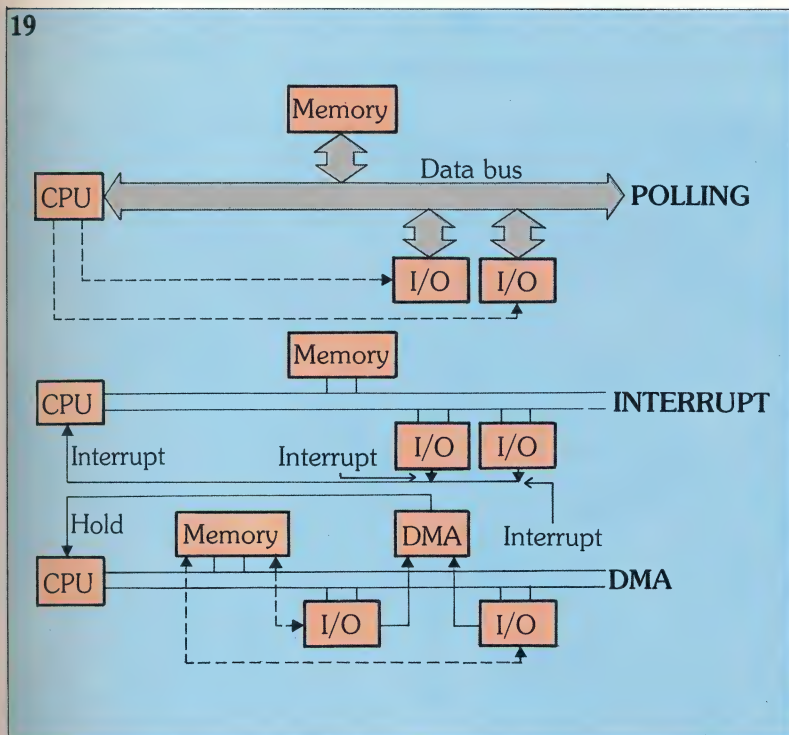 19
Memory
Data bus
CPU
POLLING
I/O I/O
Memory
CPU
INTERRUPT
I/O I/O
Interrupt Interrupt
Hold
Memory DMA Interrupt
CPU
DMA
I/O I/O